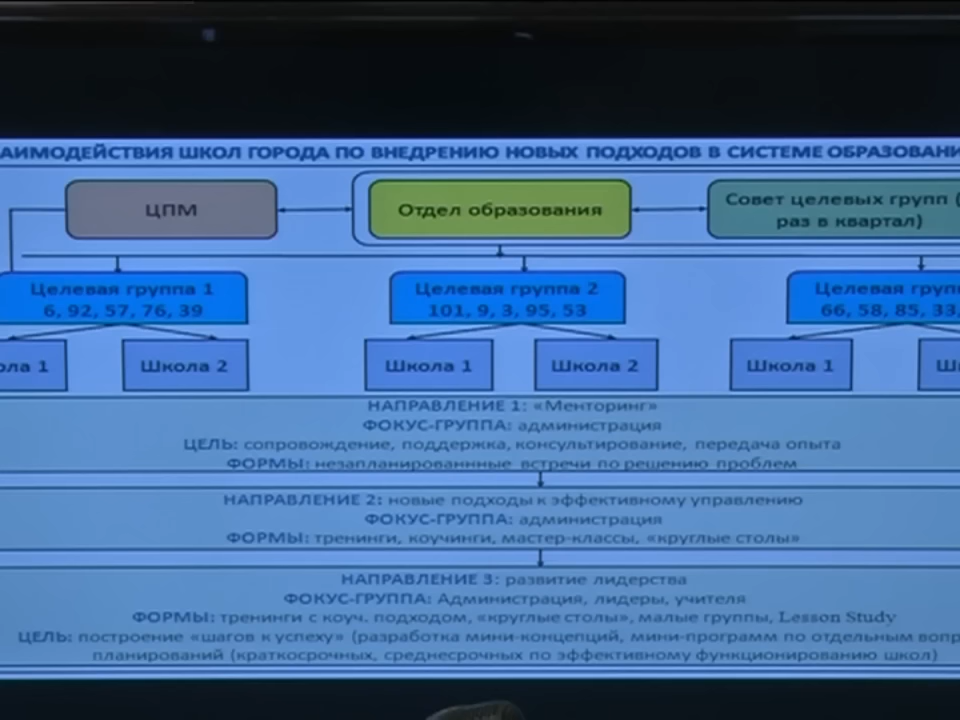 АИМОДЕЙСТВИЯ ШКОЛ ГОРОДА ПО ВНЕДРЕНИЮ НОВЫХ ПОДХОДОВ В СИСТЕМЕ ОБРАЗОВАНИ
ЦПМ
Отдел образования
Совет целевых групп (
раз в квартал)
Целевая группа 1
6, 92, 57, 76, 39
Целевая группа 2
101, 9, 3, 95, 53
Целевая груп
66, 58, 85, 33,
ола 1
Школа 2
Школа 1
Школа 2
Школа 1
Ш
НАПРАВЛЕНИЕ 1: «Менторинг»
ФОКУС-ГРУППА: администрация
ЦЕЛЬ: сопровождение, поддержка, консультирование, передача опыта
ФОРМЫ: незапланированнные встречи по решению проблем
НАПРАВЛЕНИЕ 2: новые подходы к эффективному управлению
ФОКУС-ГРУППА: администрация
ФОРМЫ: тренинги, коучинги, мастер-классы, «круглые столы»
НАПРАВЛЕНИЕ 3: развитие лидерства
ФОКУС-ГРУППА: Администрация, лидеры, учителя
ФОРМЫ: тренинги с коуч. подходом, «круглые столы», малые группы, Lesson Study
ЦЕЛЬ: построение «шагов к успеху» (разработка мини-концепций, мини-программ по отдельным вопр
планирований (краткосрочных, среднесрочных по эффективному функционированию школ)